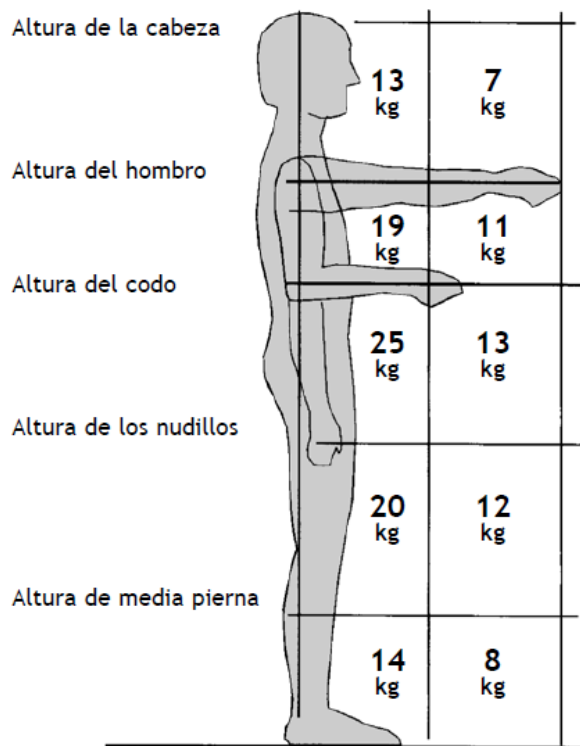 Altura de la cabeza
13 7
kg kg
Altura del hombro
19 11
kg kg
Altura del codo
25 13
kg kg
Altura de los nudillos
20 12
kg kg
Altura de media pierna
14 8
kg kg